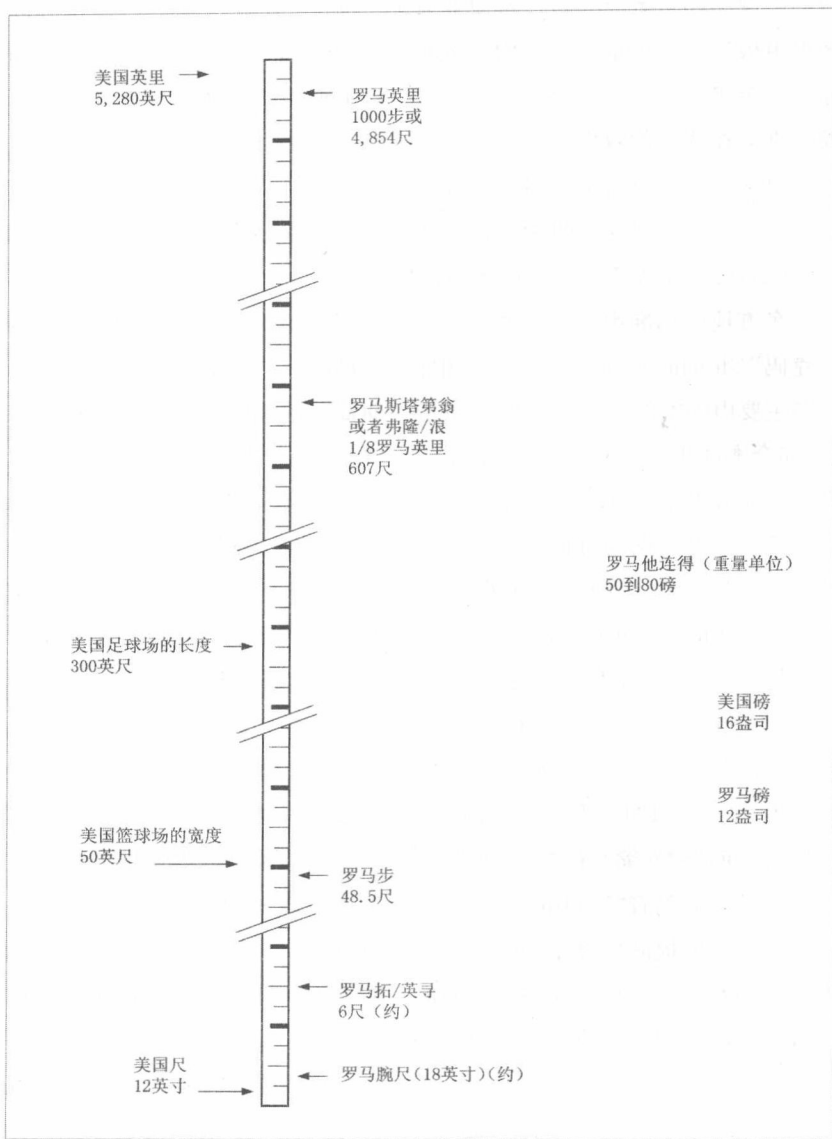 美国英里
5,280英尺
罗马英里
1000步或
4,854尺
罗马斯塔第翁
或者弗隆/浪
1/8罗马英里
607尺
罗马他连得（重量单位）
50到80磅
美国足球场的长度
300英尺
美国磅
16盎司
罗马磅
12盎司
美国篮球场的宽度
50英尺
罗马步
48.5尺
罗马拓/英寻
6尺（约）
美国尺
12英寸
罗马腕尺(18英寸)(约)